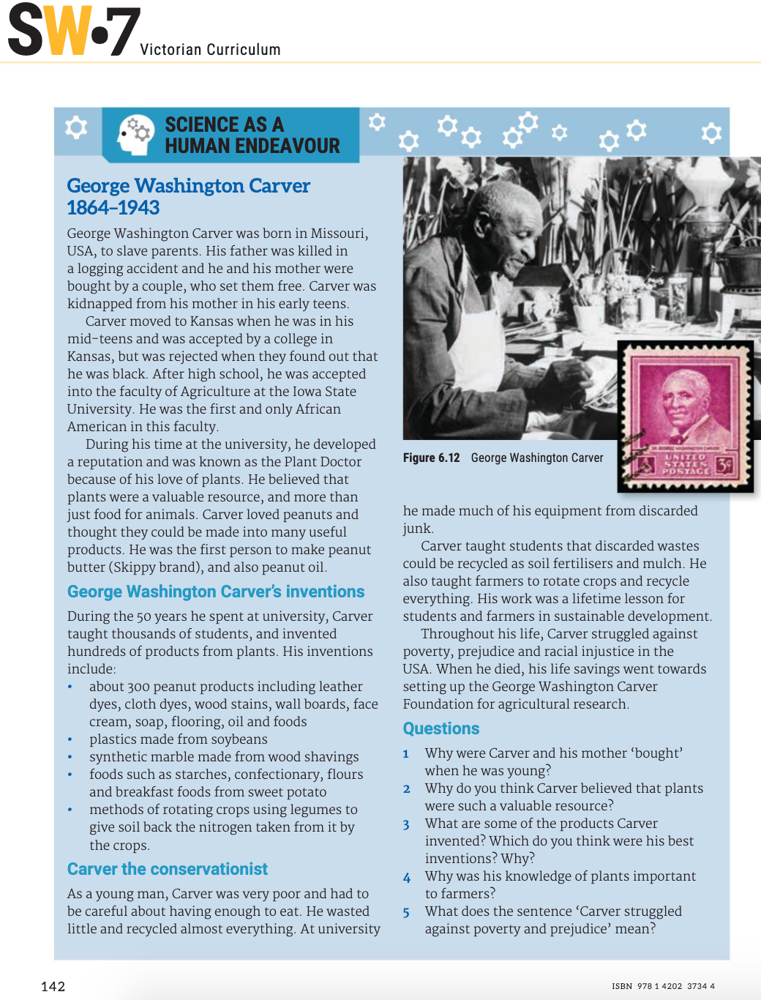 SW•7 Victorian Curriculum
SCIENCE AS A
HUMAN ENDEAVOUR
George Washington Carver
1864–1943
George Washington Carver was born in Missouri,
USA, to slave parents. His father was killed in
a logging accident and he and his mother were
bought by a couple, who set them free. Carver was
kidnapped from his mother in his early teens.
Carver moved to Kansas when he was in his
mid-teens and was accepted by a college in
Kansas, but was rejected when they found out that
he was black. After high school, he was accepted
into the faculty of Agriculture at the Iowa State
University. He was the first and only African
American in this faculty.
During his time at the university, he developed
a reputation and was known as the Plant Doctor
because of his love of plants. He believed that
plants were a valuable resource, and more than
just food for animals. Carver loved peanuts and
thought they could be made into many useful
products. He was the first person to make peanut
butter (Skippy brand), and also peanut oil.
George Washington Carver's inventions
During the 50 years he spent at university, Carver
taught thousands of students, and invented
hundreds of products from plants. His inventions
include:
• about 300 peanut products including leather
dyes, cloth dyes, wood stains, wall boards, face
cream, soap, flooring, oil and foods
• plastics made from soybeans
• synthetic marble made from wood shavings
• foods such as starches, confectionary, flours
and breakfast foods from sweet potato
• methods of rotating crops using legumes to
give soil back the nitrogen taken from it by
the crops.
Carver the conservationist
As a young man, Carver was very poor and had to
be careful about having enough to eat. He wasted
little and recycled almost everything. At university
DR. GEORGE WASHINGTON CARVER
UNITED
STATES
POSTAGE
3¢
Figure 6.12 George Washington Carver
he made much of his equipment from discarded
junk.
Carver taught students that discarded wastes
could be recycled as soil fertilisers and mulch. He
also taught farmers to rotate crops and recycle
everything. His work was a lifetime lesson for
students and farmers in sustainable development.
Throughout his life, Carver struggled against
poverty, prejudice and racial injustice in the
USA. When he died, his life savings went towards
setting up the George Washington Carver
Foundation for agricultural research.
Questions
1 Why were Carver and his mother ‘bought’
when he was young?
2 Why do you think Carver believed that plants
were such a valuable resource?
3 What are some of the products Carver
invented? Which do you think were his best
inventions? Why?
4 Why was his knowledge of plants important
to farmers?
5 What does the sentence ‘Carver struggled
against poverty and prejudice’ mean?
142
ISBN 978 1 4202 3734 4